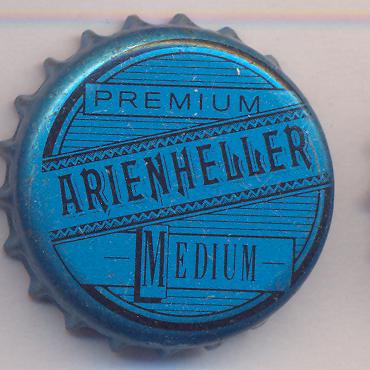 PREMIUM
ARIENHELLER
— MEDIUM —